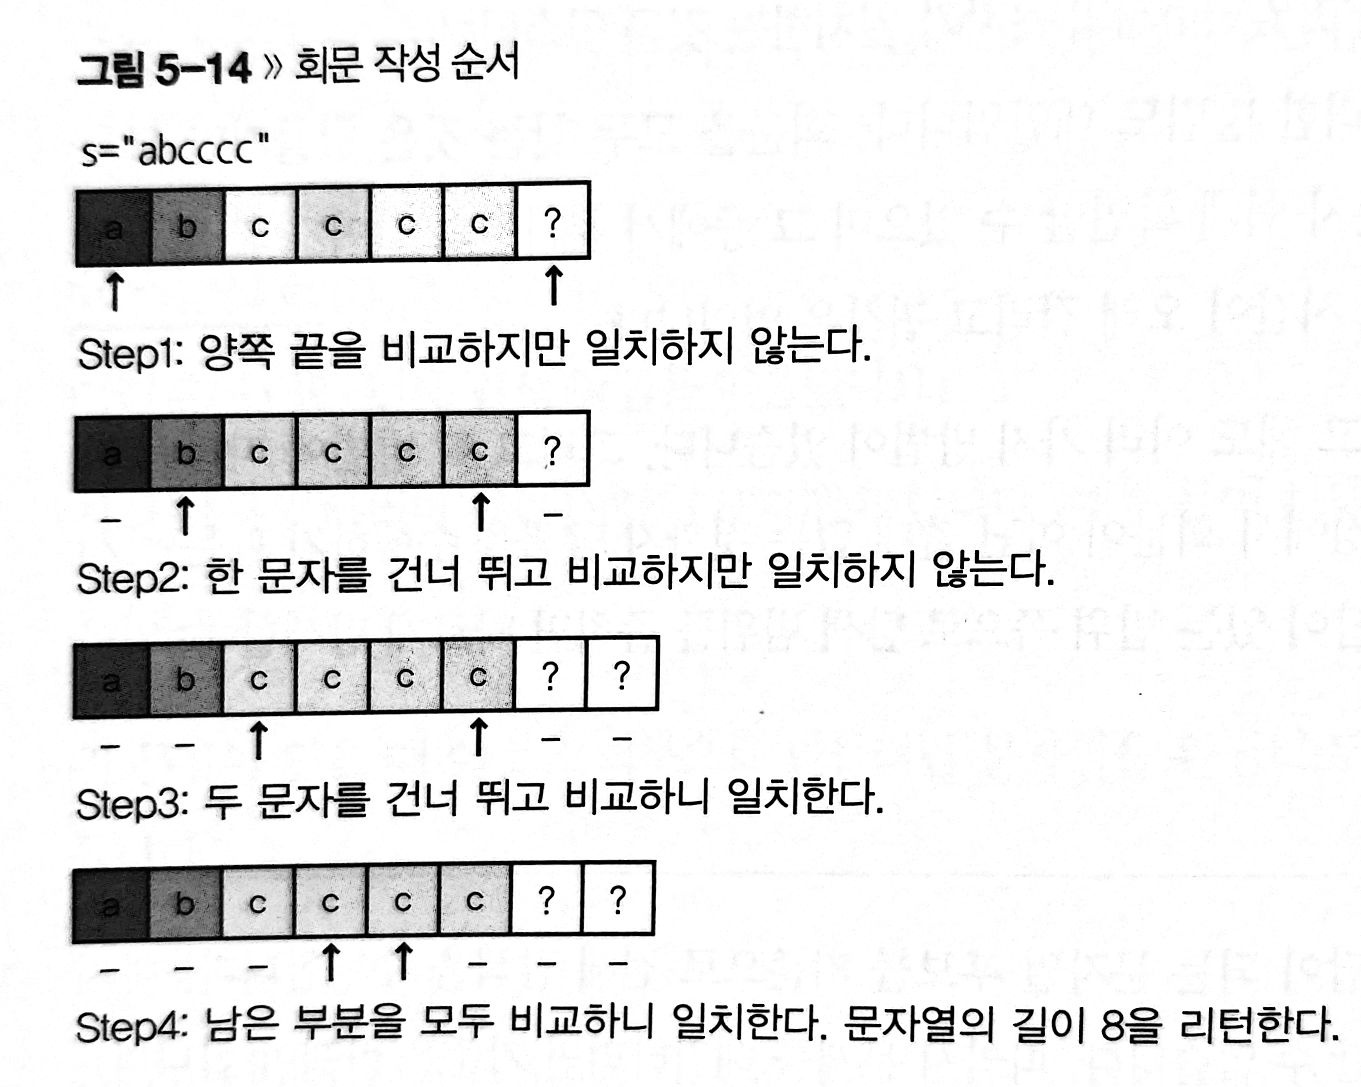 그림 5-14 » 회문 작성 순서
s="abcccc"
a b c c c c ?
↑ ↑
Step1: 양쪽 끝을 비교하지만 일치하지 않는다.
a b c c c c ?
– ↑ ↑ –
Step2: 한 문자를 건너 뛰고 비교하지만 일치하지 않는다.
a b c c c c ? ?
– – ↑ ↑ – –
Step3: 두 문자를 건너 뛰고 비교하니 일치한다.
a b c c c c ? ?
– – – ↑ ↑ – – –
Step4: 남은 부분을 모두 비교하니 일치한다. 문자열의 길이 8을 리턴한다.